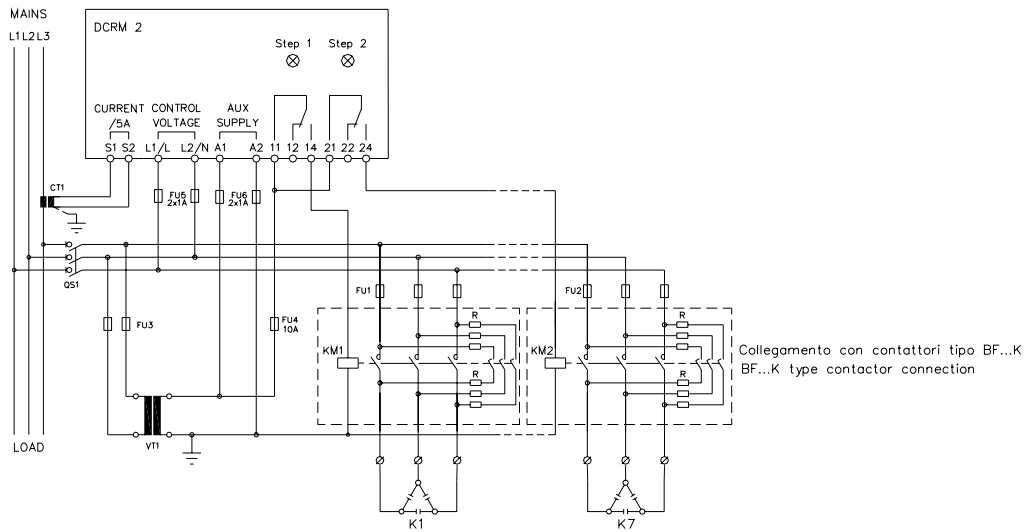 MAINS
L1 L2 L3
DCRM 2
Step 1 Step 2
CURRENT /5A
CONTROL VOLTAGE
AUX SUPPLY
S1 S2 L1/L L2/N A1 A2 11 12 14 21 22 24
CT1
FU5 2x1A
FU6 2x1A
QS1
FU1
FU2
FU3
FU4 10A
R
R
KM1
KM2
R
R
Collegamento con contattori tipo BF...K
BF...K type contactor connection
LOAD
VT1
K1
K7